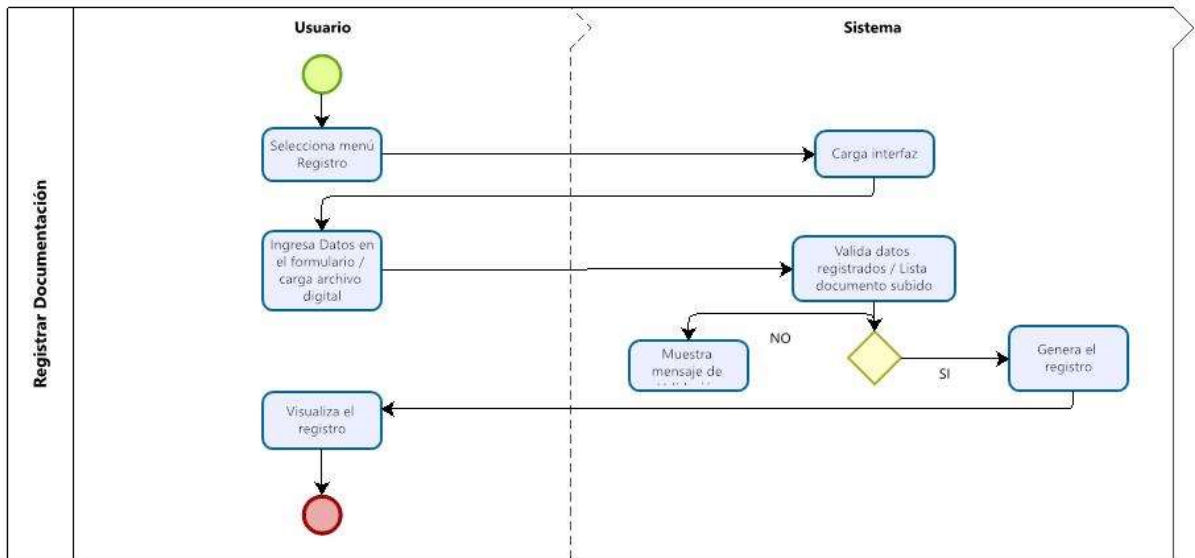 Usuario
Sistema
Registrar Documentación
Selecciona menú
Registro
Carga interfaz
Ingresa Datos en
el formulario /
carga archivo
digital
Valida datos
registrados / Lista
documento subido
NO
Muestra
mensaje de
SI
Genera el
registro
Visualiza el
registro